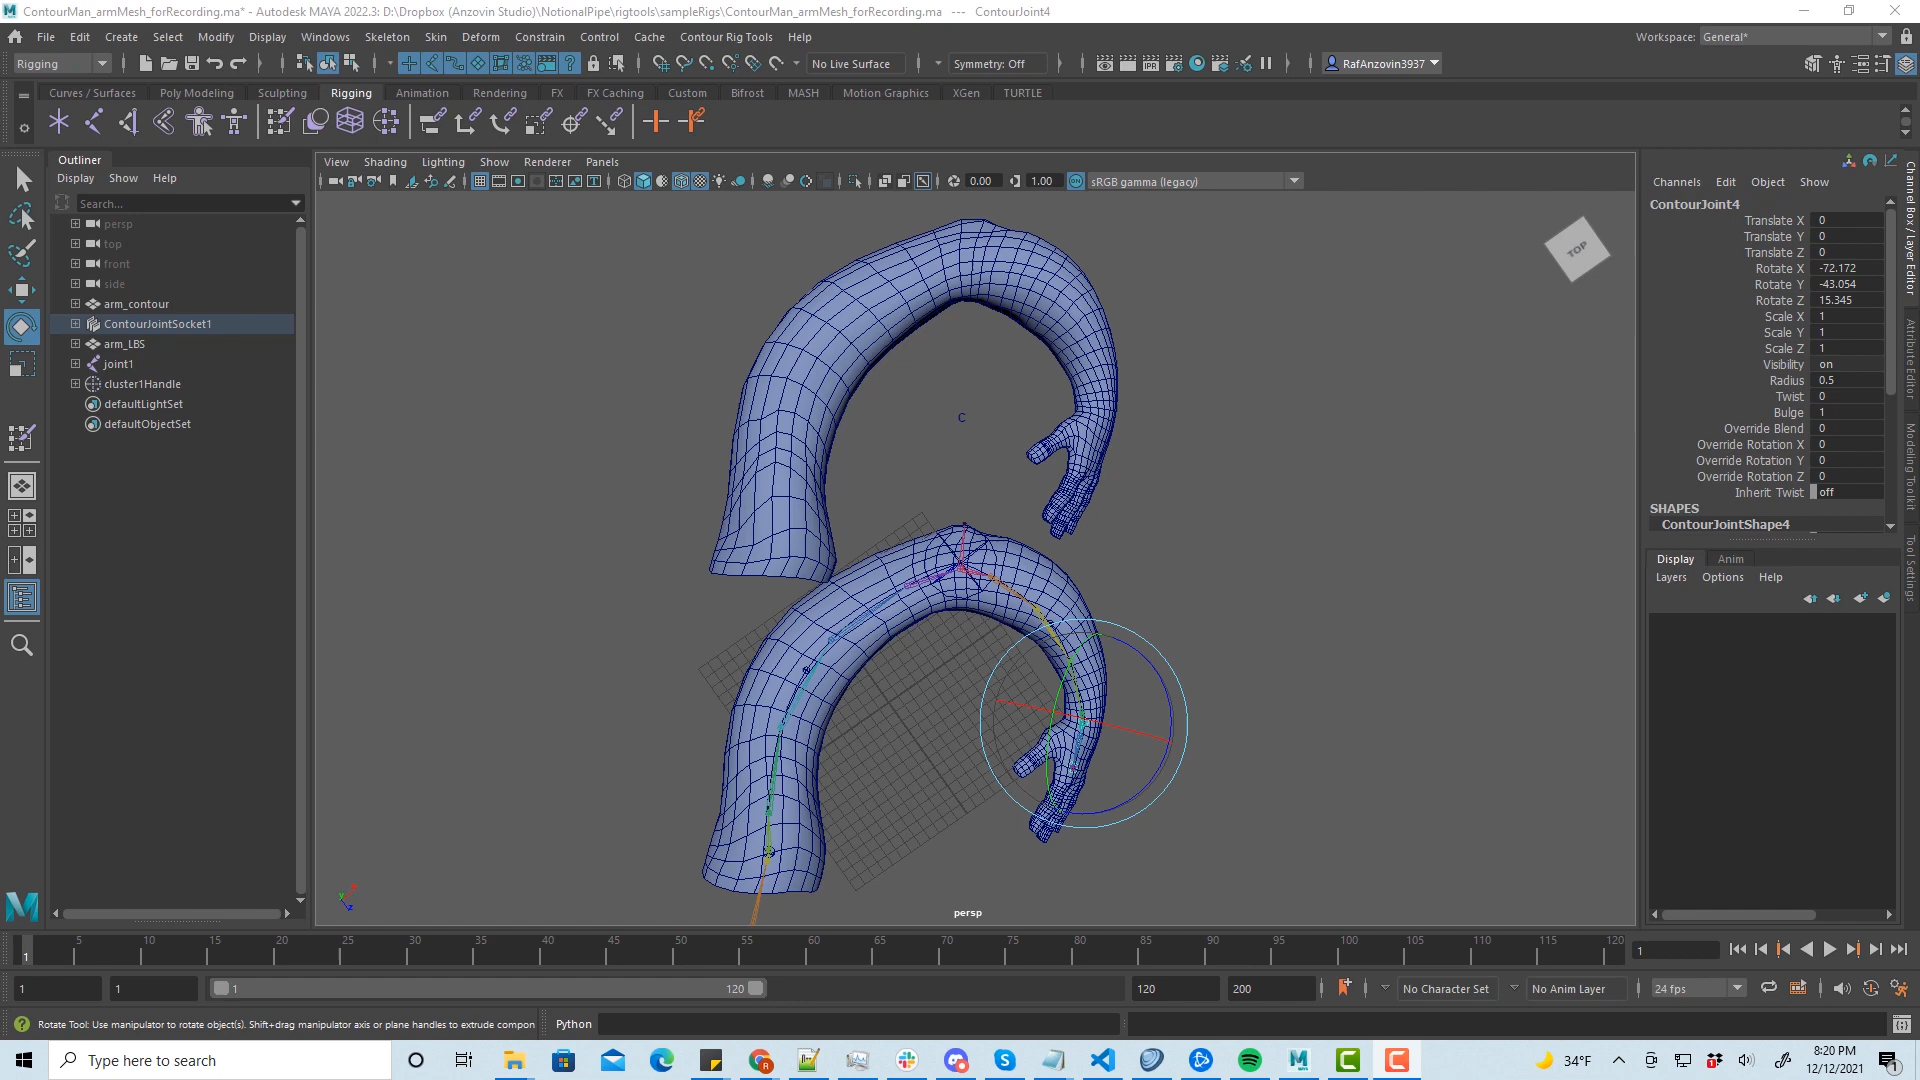 ContourMan_armMesh_forRecording.ma* - Autodesk MAYA 2022.3: D:\Dropbox (Anzovin Studio)\NotionalPipe\rigtools\sampleRigs\ContourMan_armMesh_forRecording.ma --- ContourJoint4
File Edit Create Select Modify Display Windows Skeleton Skin Deform Constrain Control Cache Contour Rig Tools Help
Workspace: General*
Rigging
No Live Surface
Symmetry: Off
IPR
RafAnzovin3937
Curves / Surfaces Poly Modeling Sculpting Rigging Animation Rendering FX FX Caching Custom Bifrost MASH Motion Graphics XGen TURTLE
Outliner
Display Show Help
Search...
persp
top
front
side
arm_contour
ContourJointSocket1
arm_LBS
joint1
cluster1Handle
defaultLightSet
defaultObjectSet
View Shading Lighting Show Renderer Panels
0.00 1.00 sRGB gamma (legacy)
TOP
C
persp
Channels Edit Object Show
ContourJoint4
Translate X 0
Translate Y 0
Translate Z 0
Rotate X -72.172
Rotate Y -43.054
Rotate Z 15.345
Scale X 1
Scale Y 1
Scale Z 1
Visibility on
Radius 0.5
Twist 0
Bulge 1
Override Blend 0
Override Rotation X 0
Override Rotation Y 0
Override Rotation Z 0
Inherit Twist off
SHAPES
ContourJointShape4
Display Anim
Layers Options Help
Channel Box / Layer Editor
Attribute Editor
Modeling Toolkit
Tool Settings
1 5 10 15 20 25 30 35 40 45 50 55 60 65 70 75 80 85 90 95 100 105 110 115 120
1
1 1 1 120 120 200 No Character Set No Anim Layer 24 fps
Rotate Tool: Use manipulator to rotate object(s). Shift+drag manipulator axis or plane handles to extrude compon
Python
Type here to search
34°F
8:20 PM
12/12/2021
1